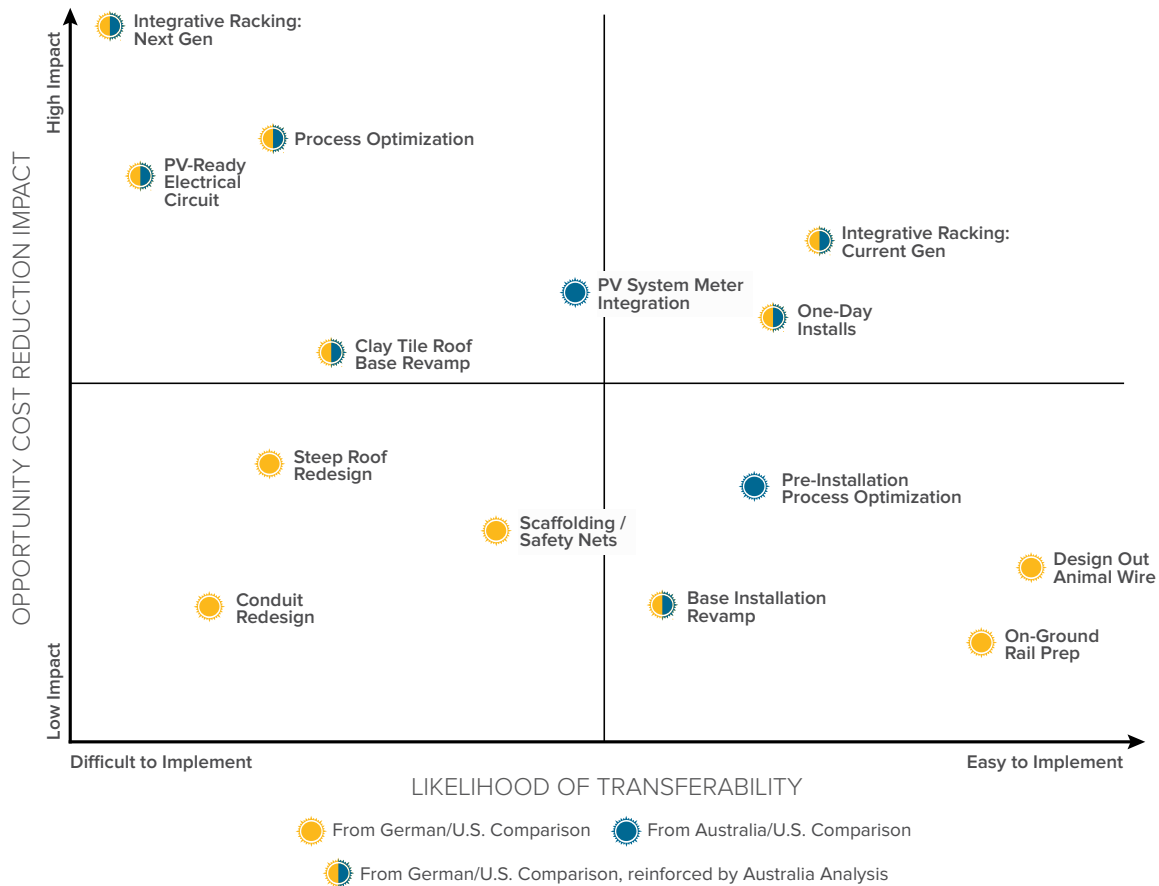 Integrative Racking:
Next Gen
High Impact
Process Optimization
PV-Ready
Electrical
Circuit
OPPORTUNITY COST REDUCTION IMPACT
Integrative Racking:
Current Gen
PV System Meter
Integration
One-Day
Installs
Clay Tile Roof
Base Revamp
Steep Roof
Redesign
Pre-Installation
Process Optimization
Scaffolding /
Safety Nets
Design Out
Animal Wire
Conduit
Redesign
Base Installation
Revamp
On-Ground
Rail Prep
Low Impact
Difficult to Implement
Easy to Implement
LIKELIHOOD OF TRANSFERABILITY
From German/U.S. Comparison
From Australia/U.S. Comparison
From German/U.S. Comparison, reinforced by Australia Analysis